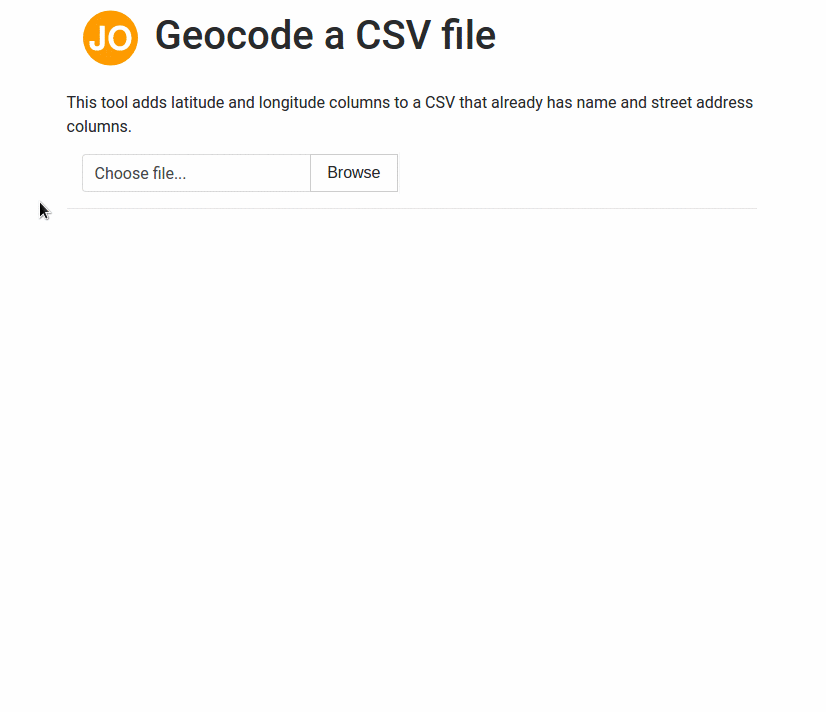 JO Geocode a CSV file
This tool adds latitude and longitude columns to a CSV that already has name and street address
columns.
Choose file... Browse